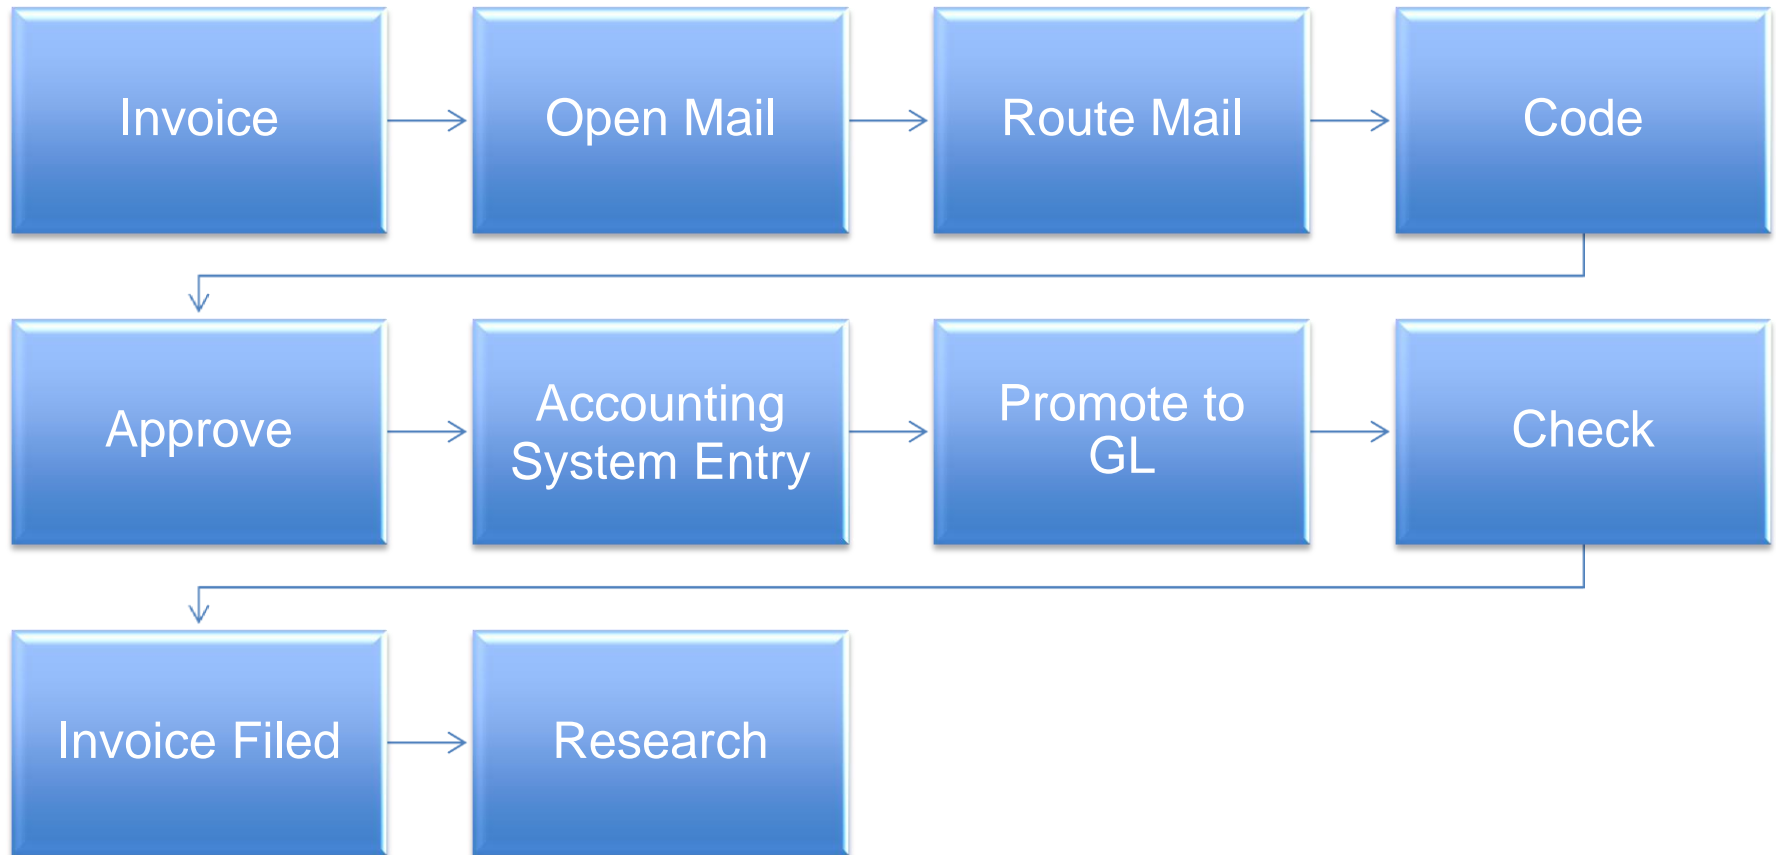 Invoice
Open Mail
Route Mail
Code
Approve
Accounting
System Entry
Promote to
GL
Check
Invoice Filed
Research